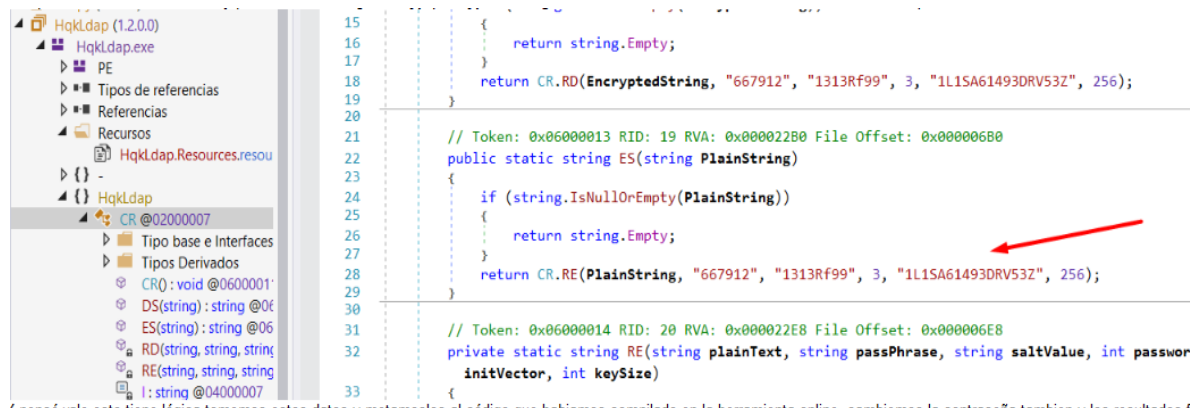 HqkLdap (1.2.0.0)
HqkLdap.exe
PE
Tipos de referencias
Referencias
Recursos
HqkLdap.Resources.resou
{} -
{} HqkLdap
CR @02000007
Tipo base e Interfaces
Tipos Derivados
CR() : void @0600001
DS(string) : string @06
ES(string) : string @06
RD(string, string, string
RE(string, string, string
I : string @04000007
15 {
16 return string.Empty;
17 }
18 return CR.RD(EncryptedString, "667912", "1313Rf99", 3, "1L1SA61493DRV53Z", 256);
19 }
20
21 // Token: 0x06000013 RID: 19 RVA: 0x000022B0 File Offset: 0x000006B0
22 public static string ES(string PlainString)
23 {
24 if (string.IsNullOrEmpty(PlainString))
25 {
26 return string.Empty;
27 }
28 return CR.RE(PlainString, "667912", "1313Rf99", 3, "1L1SA61493DRV53Z", 256);
29 }
30
31 // Token: 0x06000014 RID: 20 RVA: 0x000022E8 File Offset: 0x000006E8
32 private static string RE(string plainText, string passPhrase, string saltValue, int passwor
initVector, int keySize)
33 {